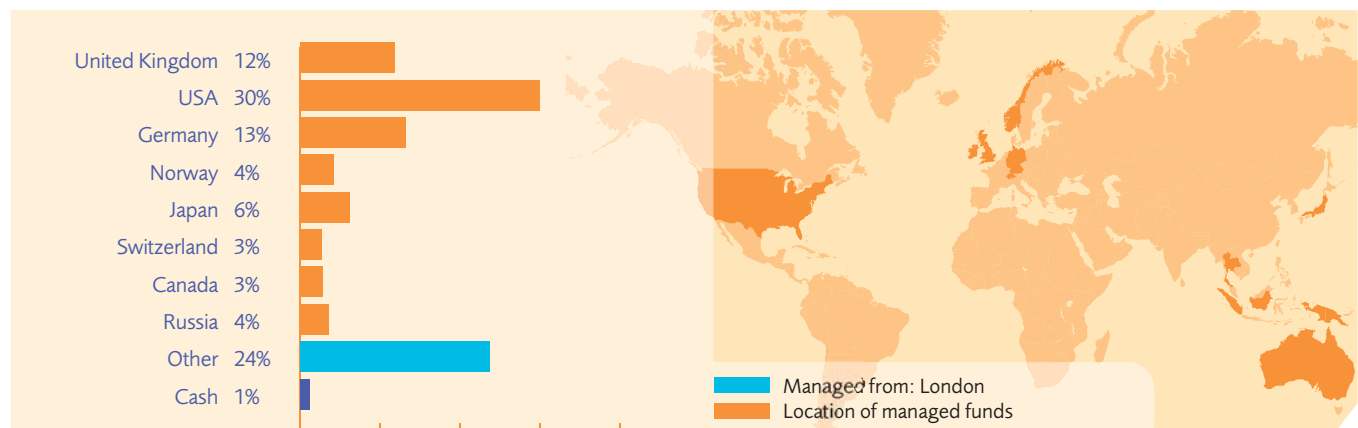 United Kingdom 12%
USA 30%
Germany 13%
Norway 4%
Japan 6%
Switzerland 3%
Canada 3%
Russia 4%
Other 24%
Cash 1%
Managed from: London
Location of managed funds